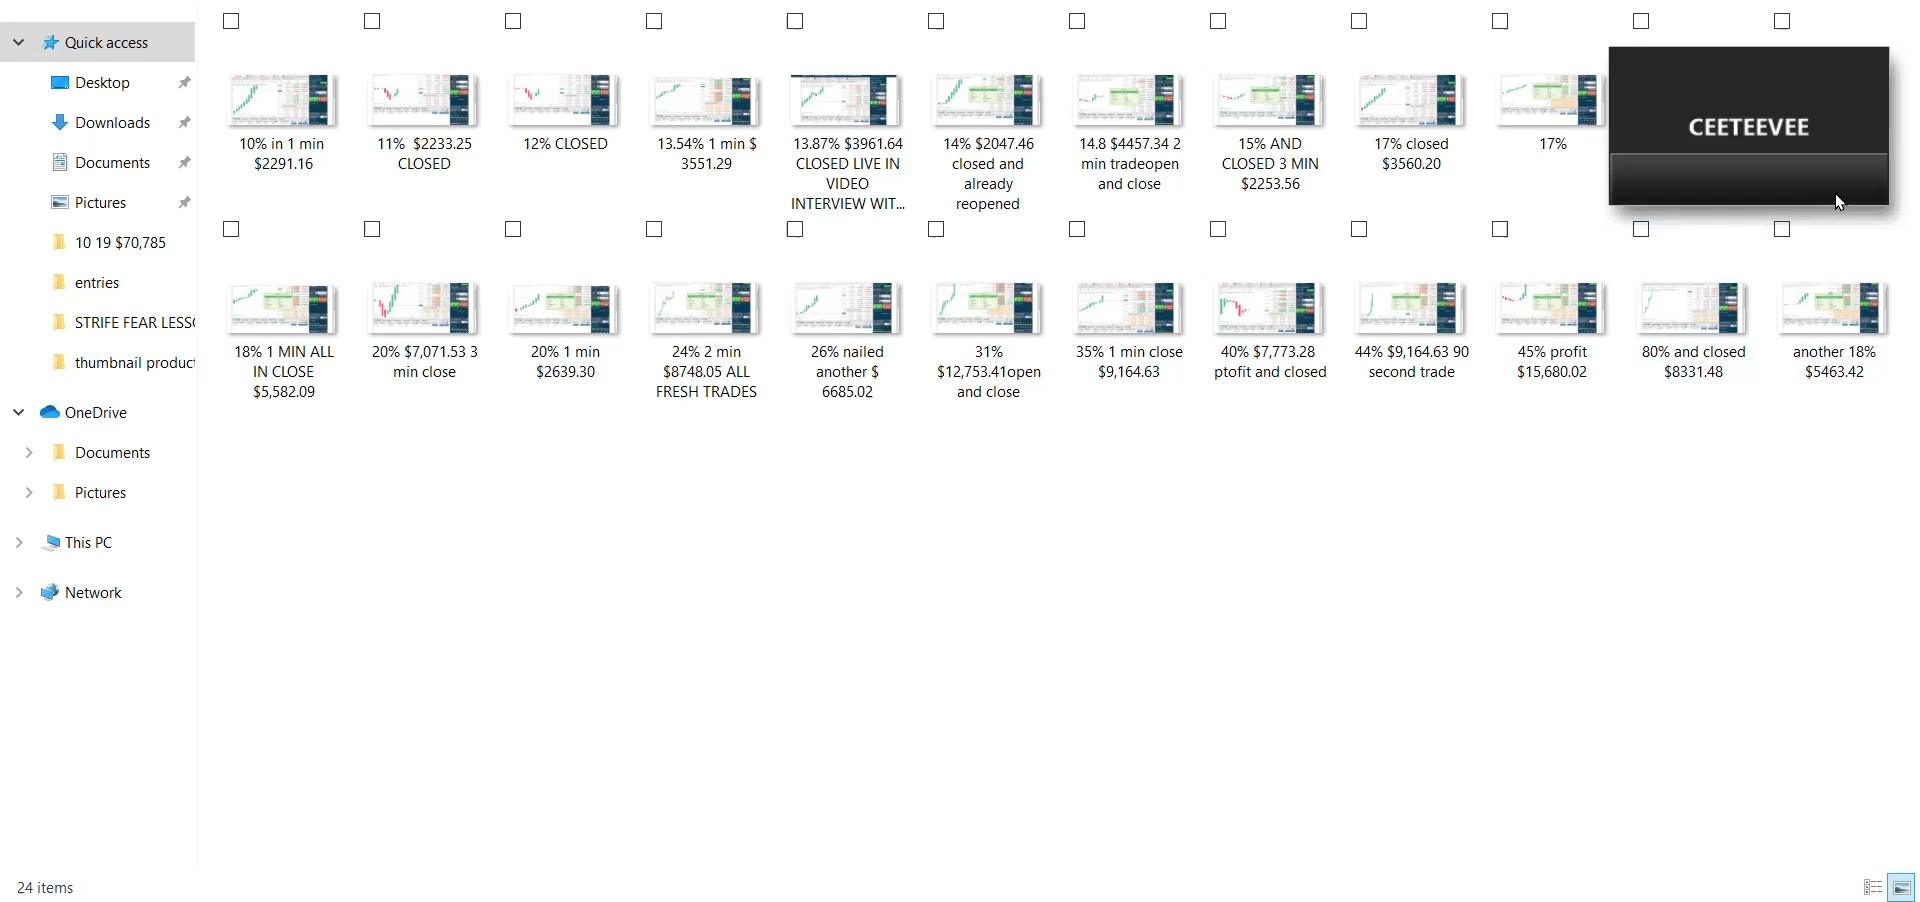 Quick access
Desktop
Downloads
Documents
Pictures
10 19 $70,785
entries
STRIFE FEAR LESS
thumbnail product
OneDrive
Documents
Pictures
This PC
Network
10% in 1 min
$2291.16
11%  $2233.25
CLOSED
12% CLOSED
13.54% 1 min $
3551.29
13.87% $3961.64
CLOSED LIVE IN
VIDEO
INTERVIEW WIT...
14% $2047.46
closed and
already
reopened
14.8 $4457.34 2
min tradeopen
and close
15% AND
CLOSED 3 MIN
$2253.56
17% closed
$3560.20
17%
CEETEEVEE
18% 1 MIN ALL
IN CLOSE
$5,582.09
20% $7,071.53 3
min close
20% 1 min
$2639.30
24% 2 min
$8748.05 ALL
FRESH TRADES
26% nailed
another $
6685.02
31%
$12,753.41open
and close
35% 1 min close
$9,164.63
40% $7,773.28
ptofit and closed
44% $9,164.63 90
second trade
45% profit
$15,680.02
80% and closed
$8331.48
another 18%
$5463.42
24 items